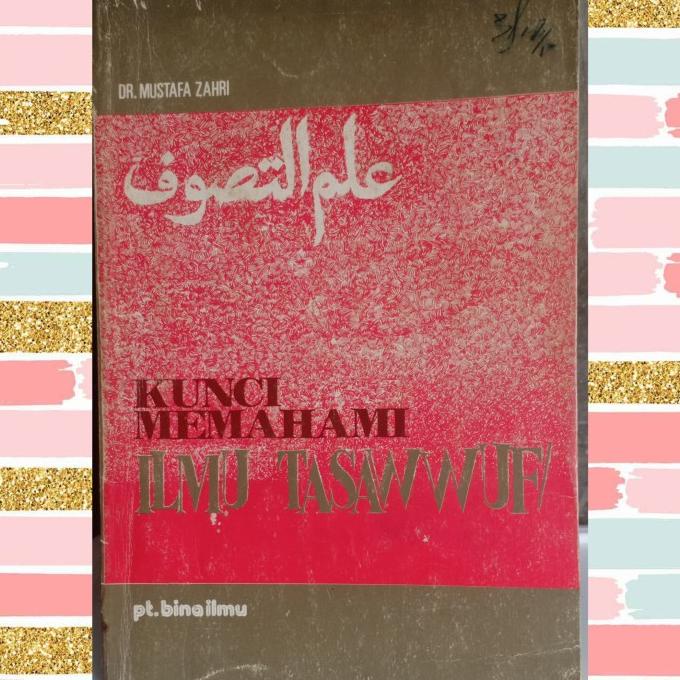 DR. MUSTAFA ZAHRI
علم التصوف
KUNCI
MEMAHAMI
ILMU TASAWWUF
pt. bina ilmu